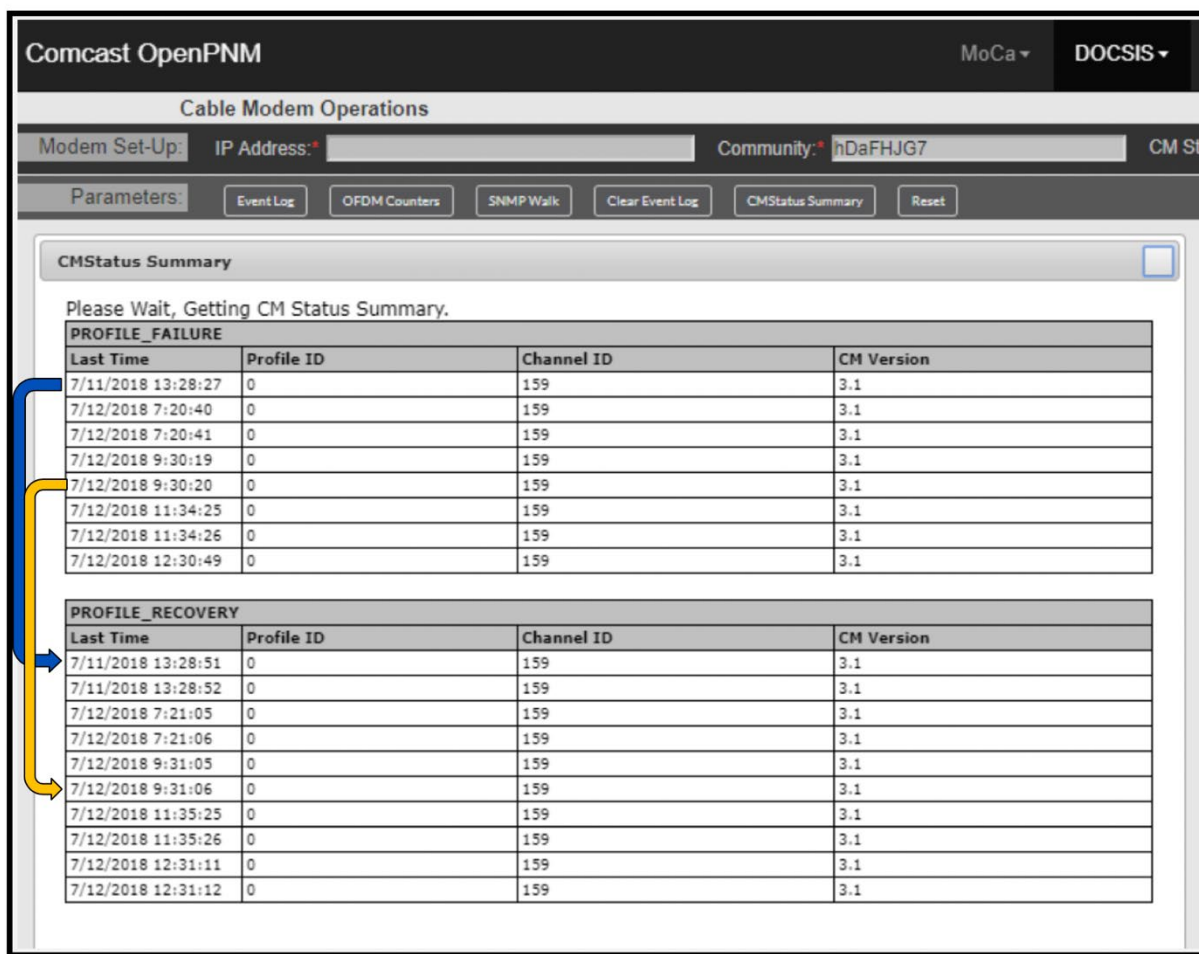 Comcast OpenPNM MoCa DOCSIS
Cable Modem Operations
Modem Set-Up: IP Address:* Community:* hDaFHJG7 CM St
Parameters: Event Log OFDM Counters SNMP Walk Clear Event Log CMStatus Summary Reset
CMStatus Summary
Please Wait, Getting CM Status Summary.
PROFILE_FAILURE
Last Time Profile ID Channel ID CM Version
7/11/2018 13:28:27 0 159 3.1
7/12/2018 7:20:40 0 159 3.1
7/12/2018 7:20:41 0 159 3.1
7/12/2018 9:30:19 0 159 3.1
7/12/2018 9:30:20 0 159 3.1
7/12/2018 11:34:25 0 159 3.1
7/12/2018 11:34:26 0 159 3.1
7/12/2018 12:30:49 0 159 3.1
PROFILE_RECOVERY
Last Time Profile ID Channel ID CM Version
7/11/2018 13:28:51 0 159 3.1
7/11/2018 13:28:52 0 159 3.1
7/12/2018 7:21:05 0 159 3.1
7/12/2018 7:21:06 0 159 3.1
7/12/2018 9:31:05 0 159 3.1
7/12/2018 9:31:06 0 159 3.1
7/12/2018 11:35:25 0 159 3.1
7/12/2018 11:35:26 0 159 3.1
7/12/2018 12:31:11 0 159 3.1
7/12/2018 12:31:12 0 159 3.1